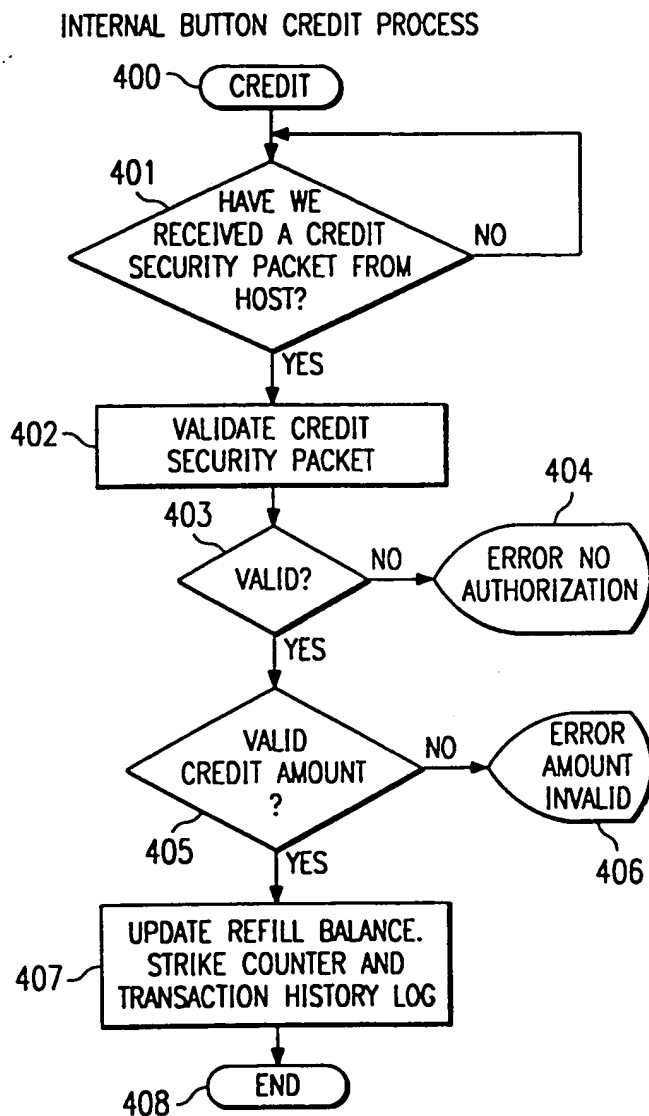 INTERNAL BUTTON CREDIT PROCESS
400
CREDIT
401
HAVE WE
RECEIVED A CREDIT
SECURITY PACKET FROM
HOST?
NO
YES
402
VALIDATE CREDIT
SECURITY PACKET
403
VALID?
NO
404
ERROR NO
AUTHORIZATION
YES
VALID
CREDIT AMOUNT
?
405
NO
ERROR
AMOUNT
INVALID
406
YES
407
UPDATE REFILL BALANCE.
STRIKE COUNTER AND
TRANSACTION HISTORY LOG
408
END